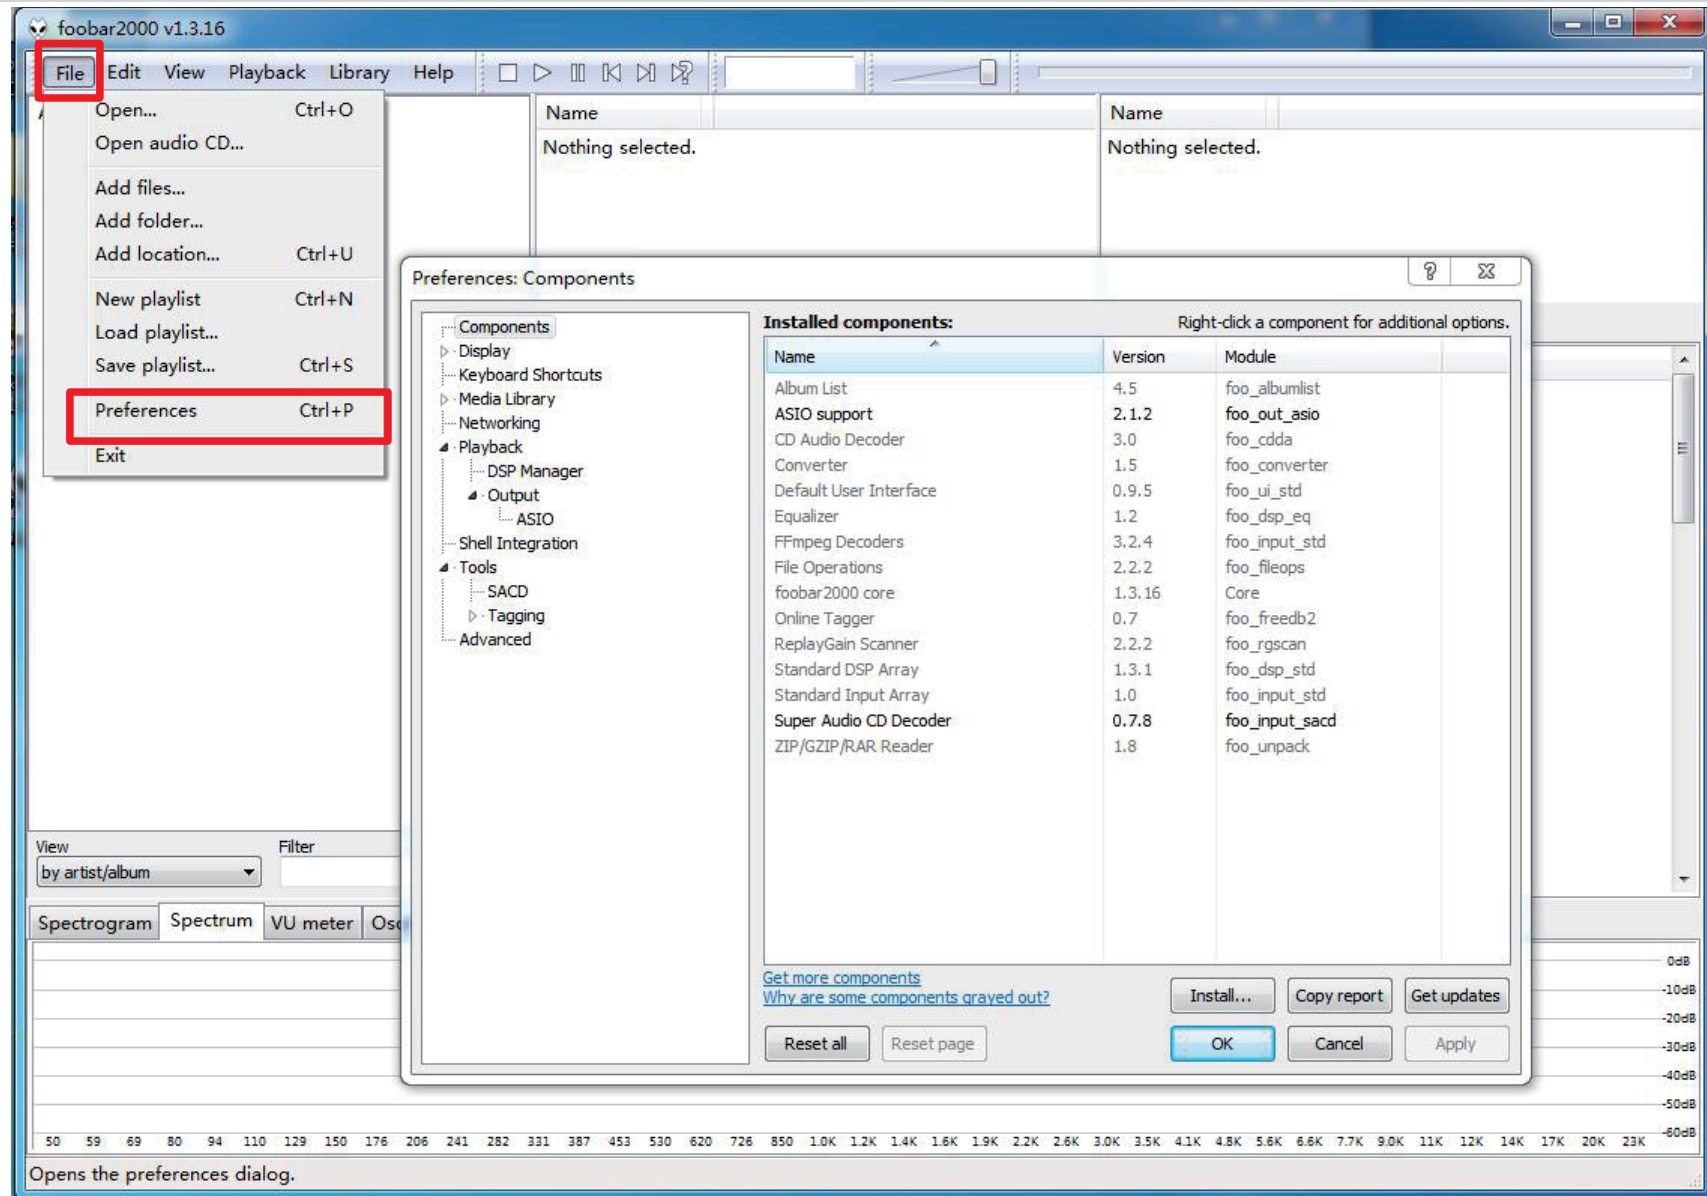 foobar2000 v1.3.16
File Edit View Playback Library Help
Open... Ctrl+O
Open audio CD...
Add files...
Add folder...
Add location... Ctrl+U
New playlist Ctrl+N
Load playlist...
Save playlist... Ctrl+S
Preferences Ctrl+P
Exit
Name
Nothing selected.
Name
Nothing selected.
Preferences: Components
Components
Display
Keyboard Shortcuts
Media Library
Networking
Playback
DSP Manager
Output
ASIO
Shell Integration
Tools
SACD
Tagging
Advanced
Installed components: Right-click a component for additional options.
Name Version Module
Album List 4.5 foo_albumlist
ASIO support 2.1.2 foo_out_asio
CD Audio Decoder 3.0 foo_cdda
Converter 1.5 foo_converter
Default User Interface 0.9.5 foo_ui_std
Equalizer 1.2 foo_dsp_eq
FFmpeg Decoders 3.2.4 foo_input_std
File Operations 2.2.2 foo_fileops
foobar2000 core 1.3.16 Core
Online Tagger 0.7 foo_freedb2
ReplayGain Scanner 2.2.2 foo_rgscan
Standard DSP Array 1.3.1 foo_dsp_std
Standard Input Array 1.0 foo_input_std
Super Audio CD Decoder 0.7.8 foo_input_sacd
ZIP/GZIP/RAR Reader 1.8 foo_unpack
Get more components
Why are some components grayed out?
Install... Copy report Get updates
Reset all Reset page OK Cancel Apply
View Filter
by artist/album
Spectrogram Spectrum VU meter Osc
0dB
-10dB
-20dB
-30dB
-40dB
-50dB
-60dB
50 59 69 80 94 110 129 150 176 206 241 282 331 387 453 530 620 726 850 1.0K 1.2K 1.4K 1.6K 1.9K 2.2K 2.6K 3.0K 3.5K 4.1K 4.8K 5.6K 6.6K 7.7K 9.0K 11K 12K 14K 17K 20K 23K
Opens the preferences dialog.